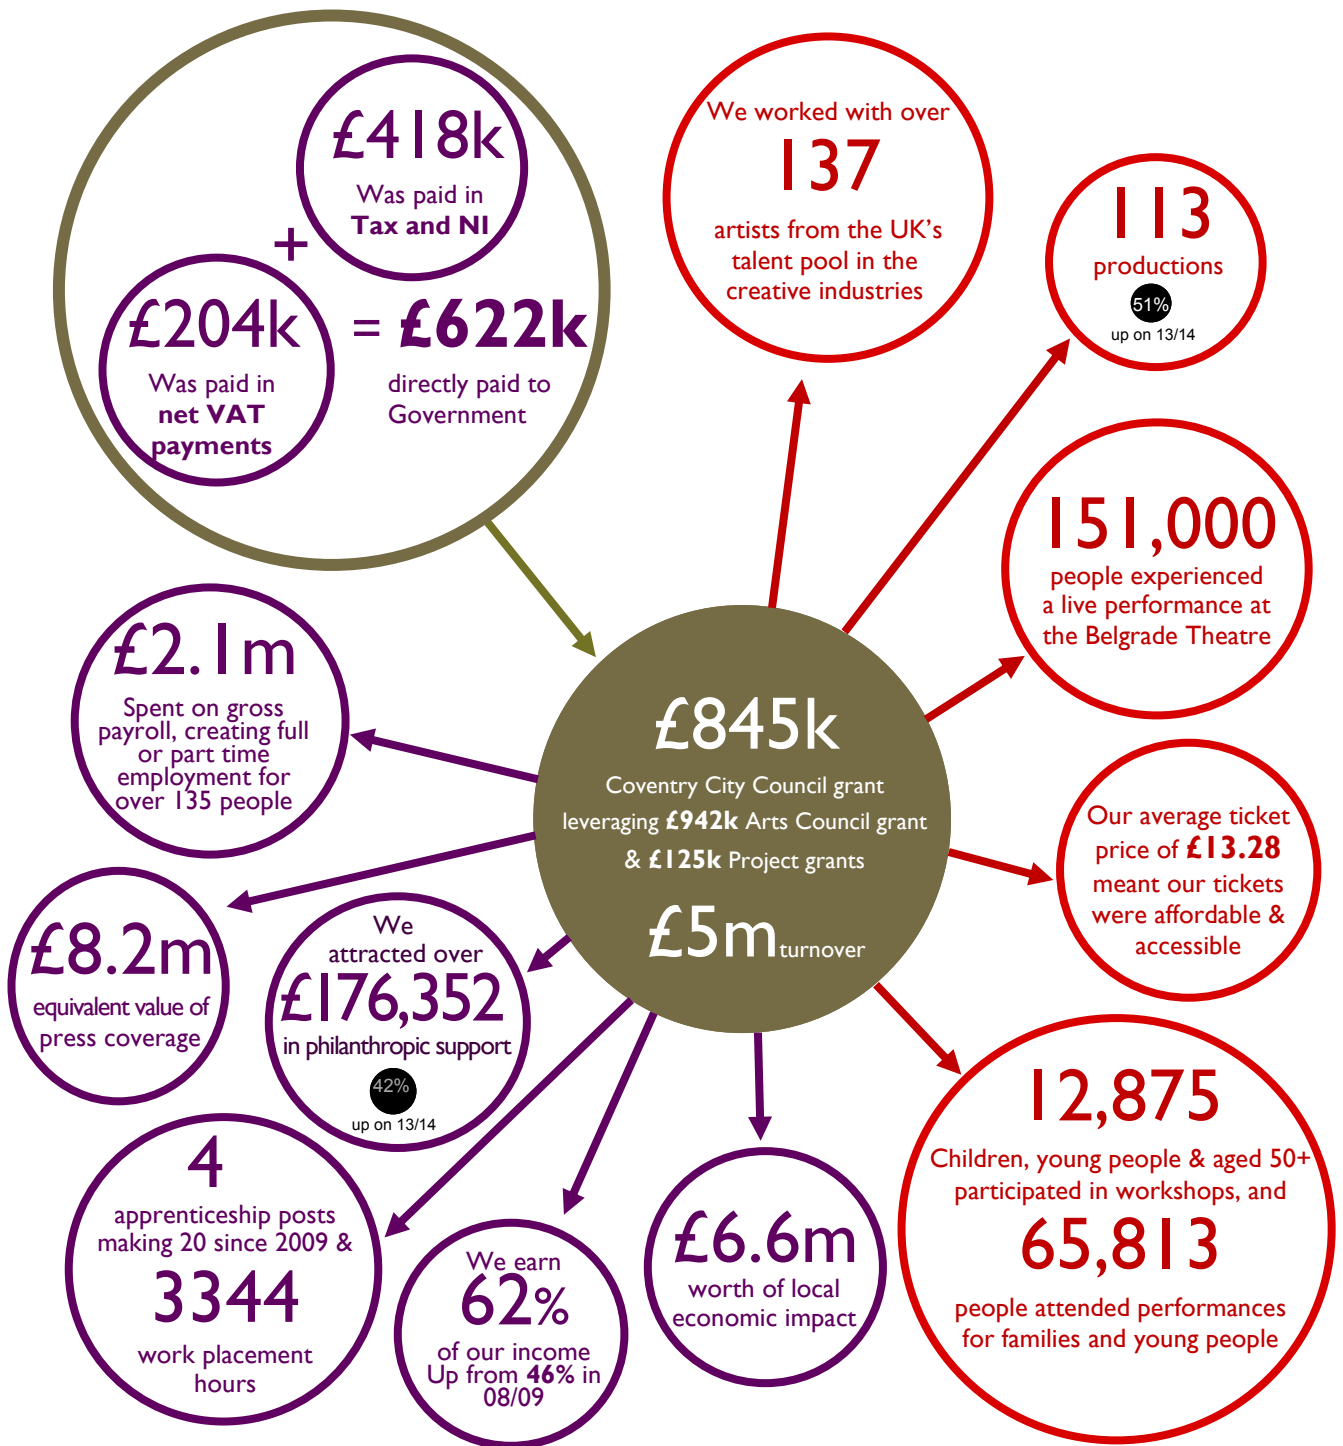 £418k
Was paid in
Tax and NI
+
£204k
Was paid in
net VAT
payments
= £622k
directly paid to
Government
We worked with over
137
artists from the UK's
talent pool in the
creative industries
113
productions
51%
up on 13/14
151,000
people experienced
a live performance at
the Belgrade Theatre
£2.1m
Spent on gross
payroll, creating full
or part time
employment for
over 135 people
£845k
Coventry City Council grant
leveraging £942k Arts Council grant
& £125k Project grants
£5m turnover
Our average ticket
price of £13.28
meant our tickets
were affordable &
accessible
£8.2m
equivalent value of
press coverage
We
attracted over
£176,352
in philanthropic support
42%
up on 13/14
4
apprenticeship posts
making 20 since 2009 &
3344
work placement
hours
We earn
62%
of our income
Up from 46% in
08/09
£6.6m
worth of local
economic impact
12,875
Children, young people & aged 50+
participated in workshops, and
65,813
people attended performances
for families and young people